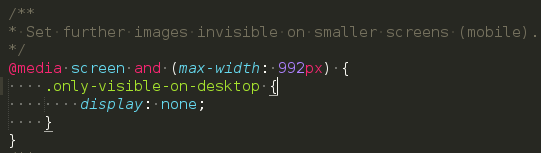 /**
* Set further images invisible on smaller screens (mobile).
*/
@media screen and (max-width: 992px) {
    .only-visible-on-desktop {
        display: none;
    }
}